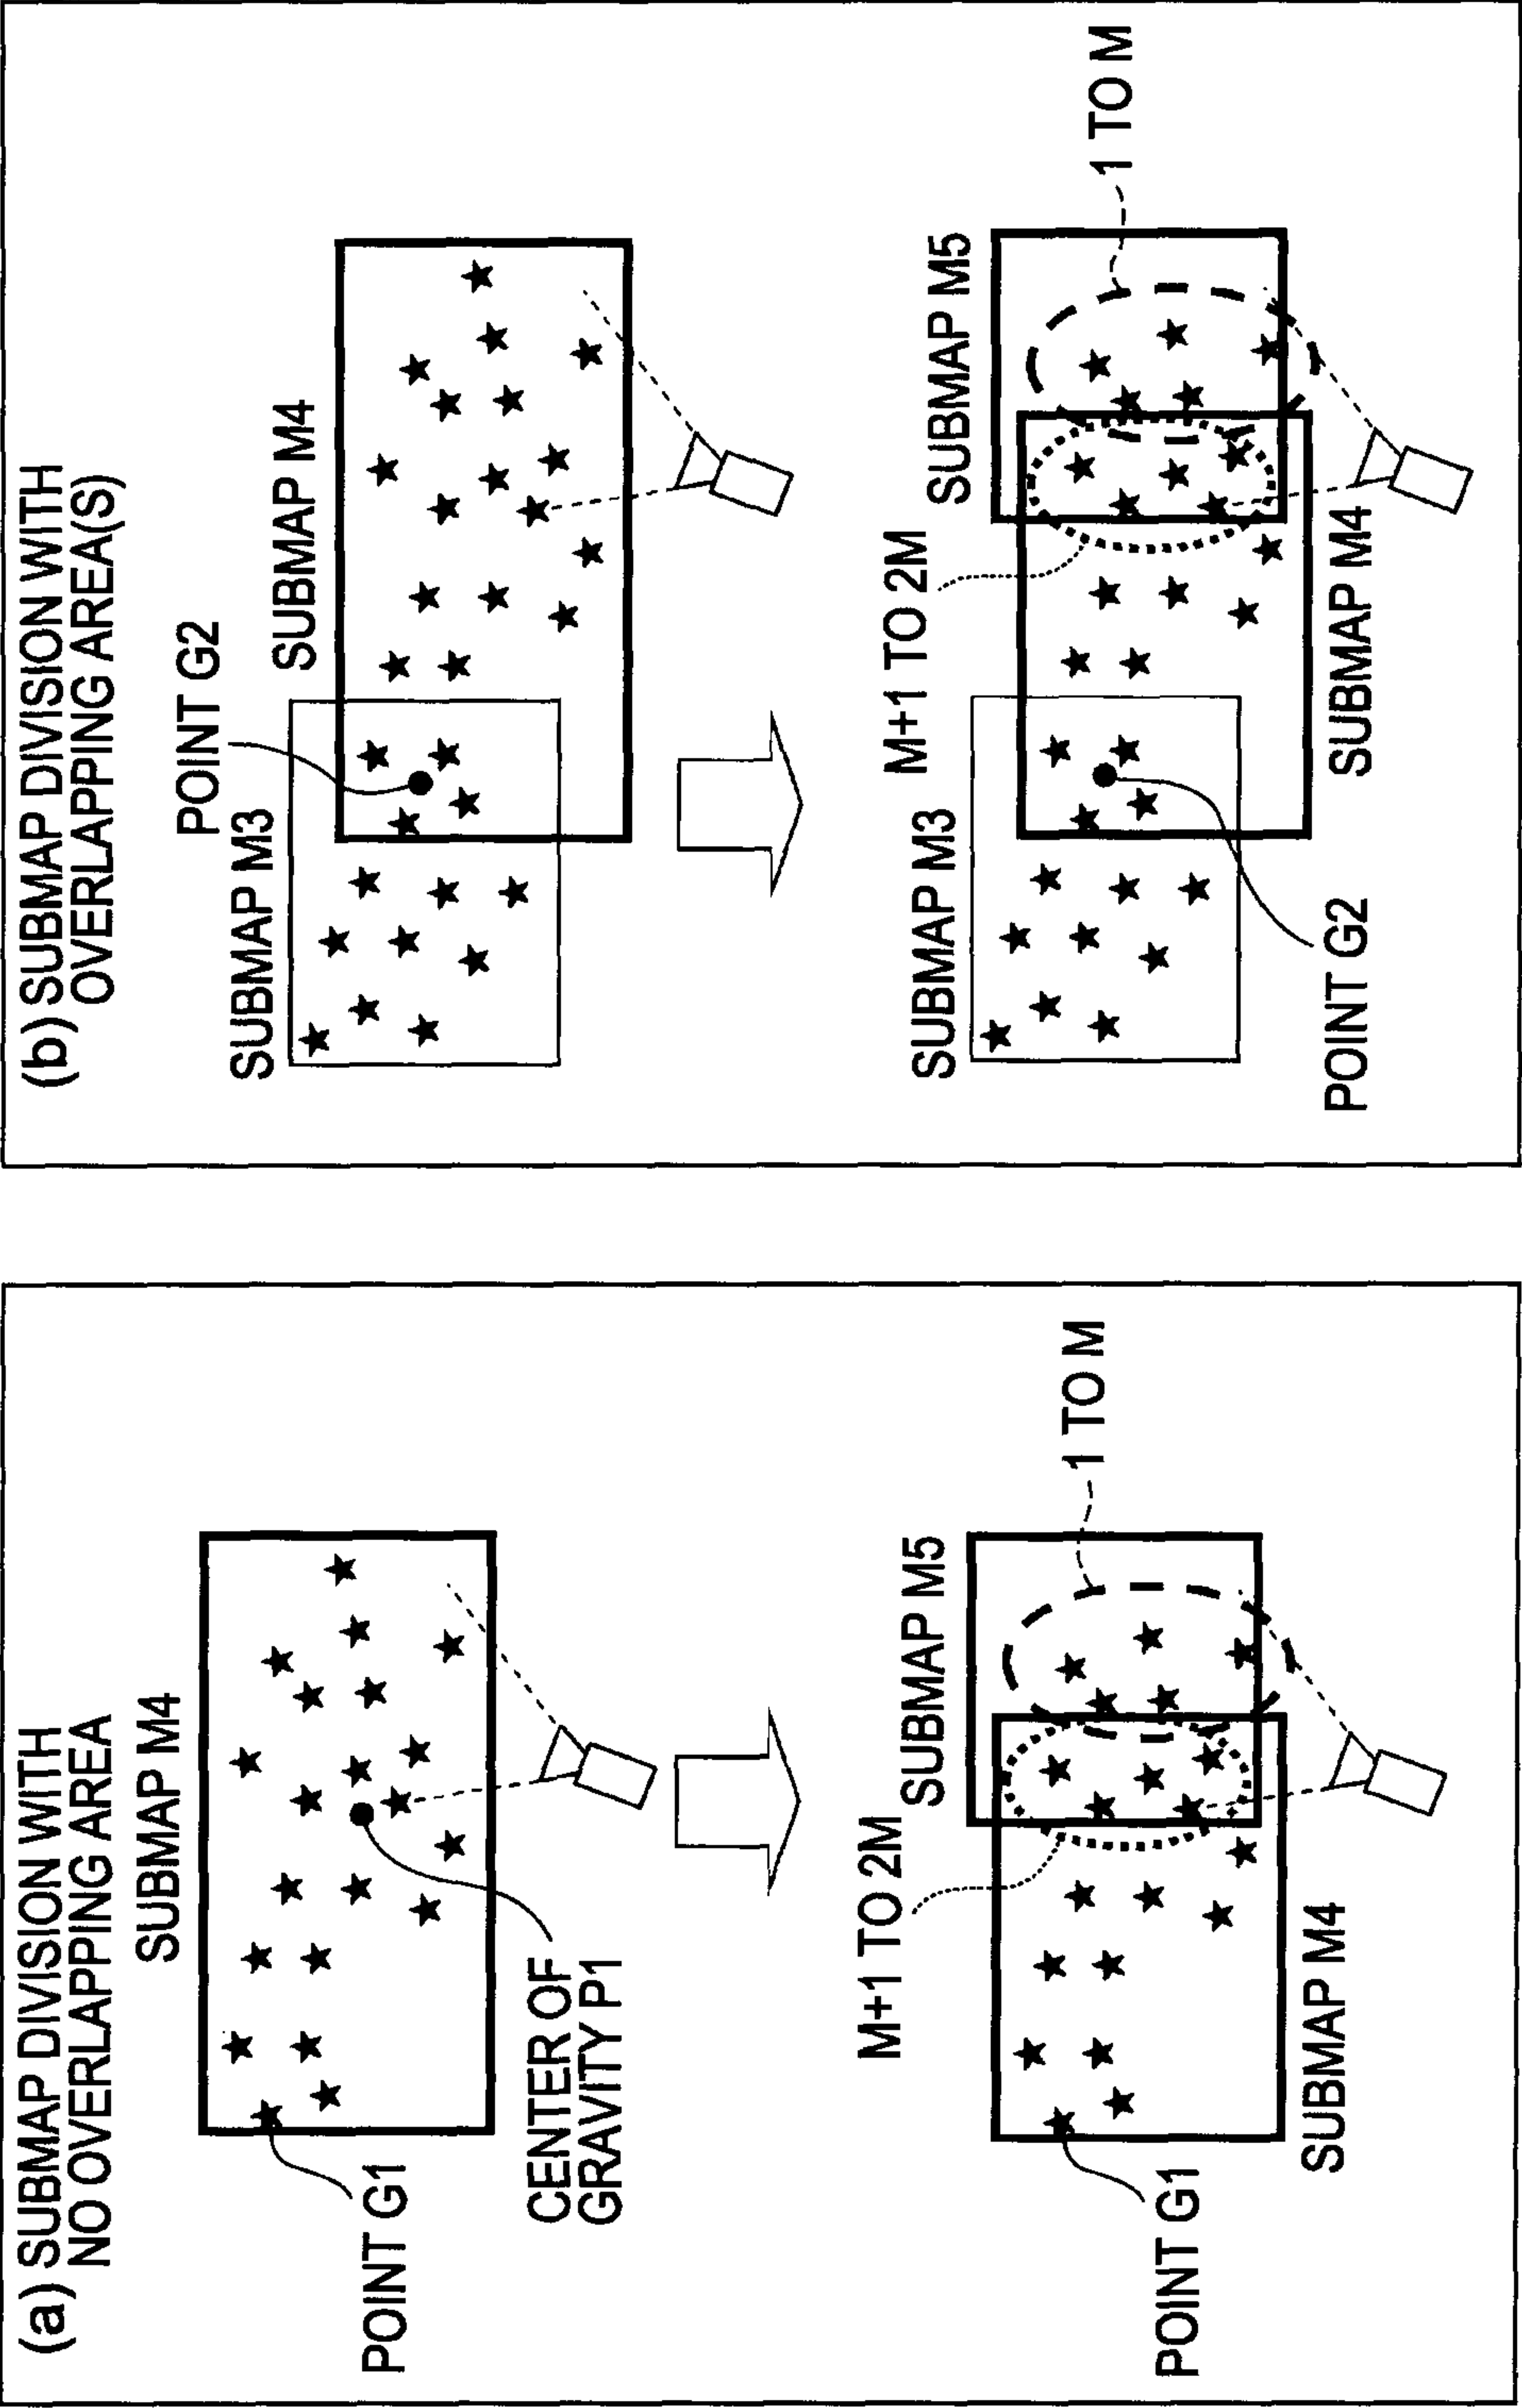 (a) SUBMAP DIVISION WITH
NO OVERLAPPING AREA
SUBMAP M4
POINT G1
CENTER OF
GRAVITY P1
M+1 TO 2M
SUBMAP M5
1 TO M
POINT G1
SUBMAP M4
(b) SUBMAP DIVISION WITH
OVERLAPPING AREA(S)
POINT G2
SUBMAP M3
SUBMAP M4
SUBMAP M3
M+1 TO 2M
SUBMAP M5
1 TO M
POINT G2
SUBMAP M4